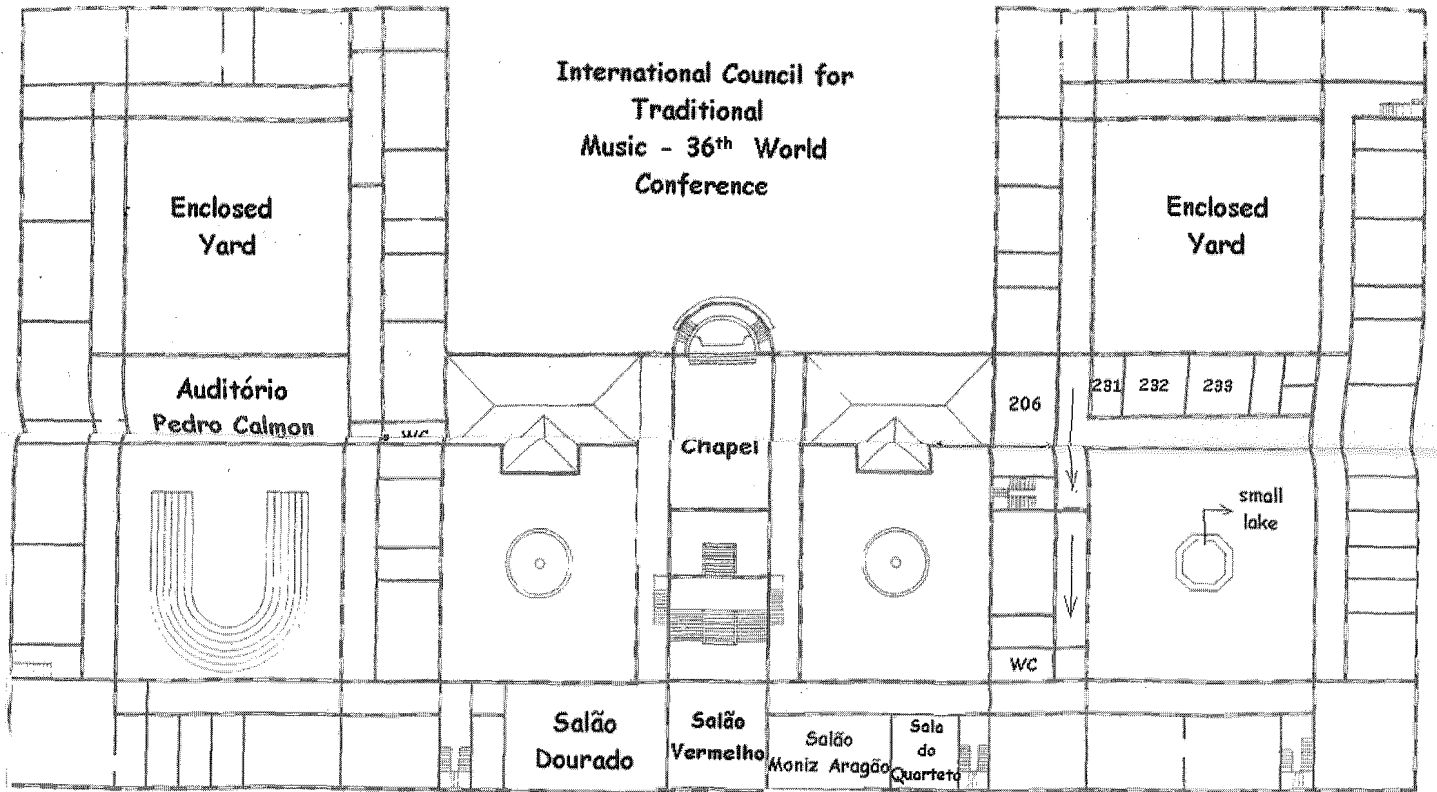 International Council for
Traditional
Music - 36th World
Conference
Enclosed
Yard
Enclosed
Yard
Auditório
Pedro Calmon
WC
Chapel
206
231
232
233
small
lake
WC
Salão
Dourado
Salão
Vermelho
Salão
Moniz Aragão
Sala
do
Quarteto